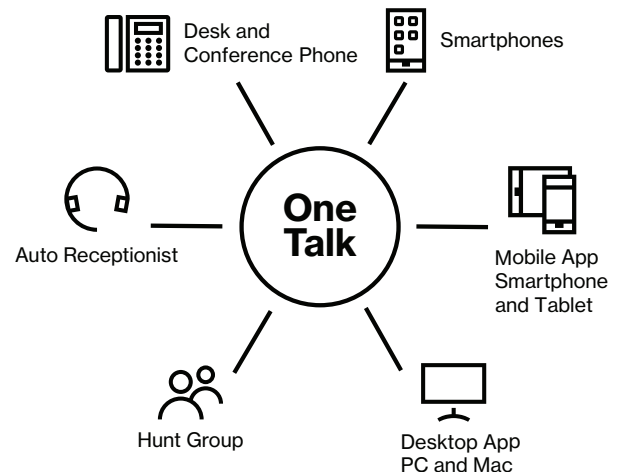 Desk and
Conference Phone
Smartphones
One
Talk
Auto Receptionist
Mobile App
Smartphone
and Tablet
Hunt Group
Desktop App
PC and Mac